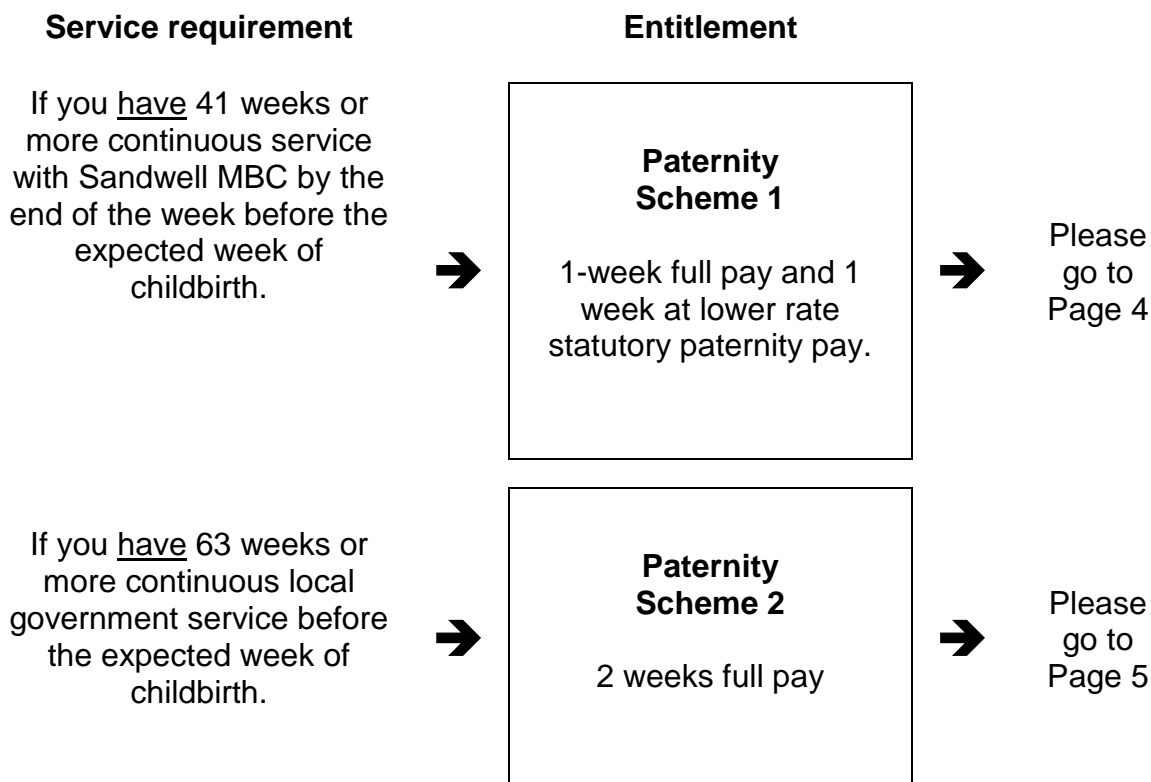 Service requirement
Entitlement
If you have 41 weeks or
more continuous service
with Sandwell MBC by the
end of the week before the
expected week of
childbirth.
Paternity
Scheme 1
1-week full pay and 1
week at lower rate
statutory paternity pay.
Please
go to
Page 4
If you have 63 weeks or
more continuous local
government service before
the expected week of
childbirth.
Paternity
Scheme 2
2 weeks full pay
Please
go to
Page 5